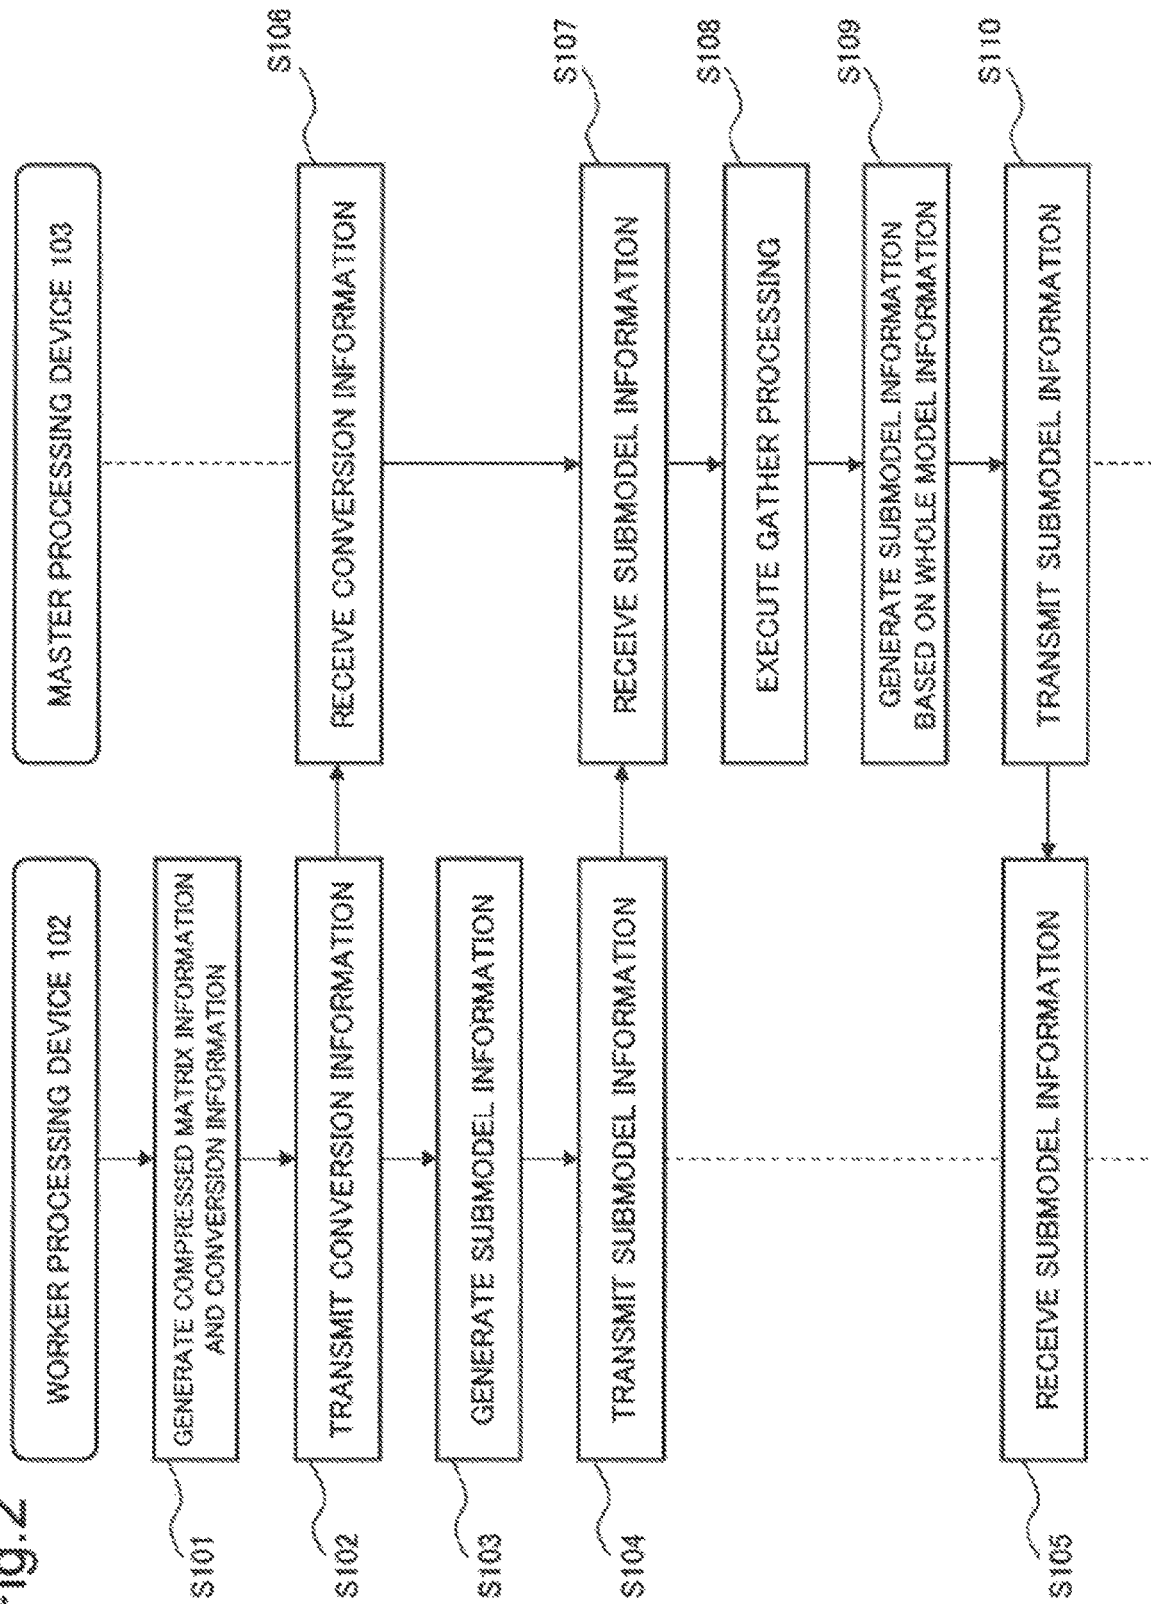 Fig.2
WORKER PROCESSING DEVICE 102
MASTER PROCESSING DEVICE 103
S101
GENERATE COMPRESSED MATRIX INFORMATION
AND CONVERSION INFORMATION
S102
TRANSMIT CONVERSION INFORMATION
RECEIVE CONVERSION INFORMATION
S106
S103
GENERATE SUBMODEL INFORMATION
S104
TRANSMIT SUBMODEL INFORMATION
RECEIVE SUBMODEL INFORMATION
S107
EXECUTE GATHER PROCESSING
S108
GENERATE SUBMODEL INFORMATION
BASED ON WHOLE MODEL INFORMATION
S109
S105
RECEIVE SUBMODEL INFORMATION
TRANSMIT SUBMODEL INFORMATION
S110